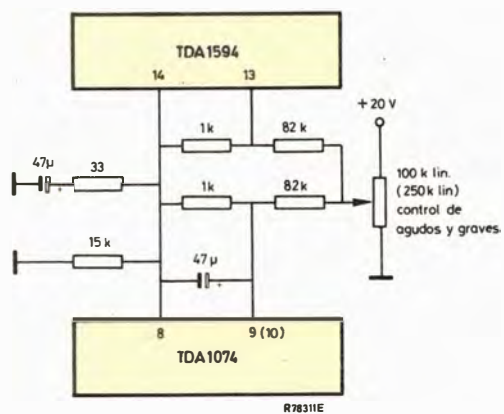 TDA1594
14
13
+ 20 V
1k
82 k
47µ
33
100 k lin.
(250 k lin)
control de
agudos y graves.
1k
82k
15 k
47 µ
8
9 (10)
TDA1074
R78311E